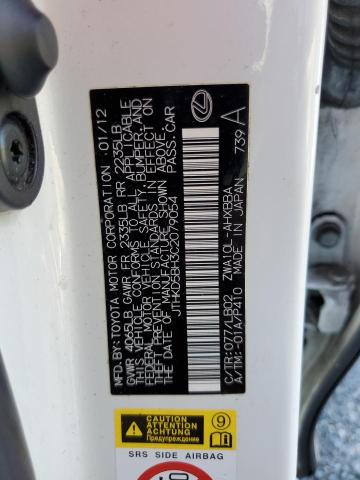 MFD.BY:TOYOTA MOTOR CORPORATION 01/12
GVWR 4065LB GAWR FR 2335LB RR 2235LB
THIS VEHICLE CONFORMS TO ALL APPLICABLE
FEDERAL MOTOR VEHICLE SAFETY, BUMPER, AND
THEFT PREVENTION STANDARDS IN EFFECT ON
THE DATE OF MANUFACTURE SHOWN ABOVE.
JTHKD5BH3C2079054 PASS.CAR
C/TR:077/LB02 ZWA10L -AHXBBA
A/TM:-01A/P410 MADE IN JAPAN 739 A
CAUTION
ATTENTION
Предупреждение
9
SRS SIDE AIRBAG